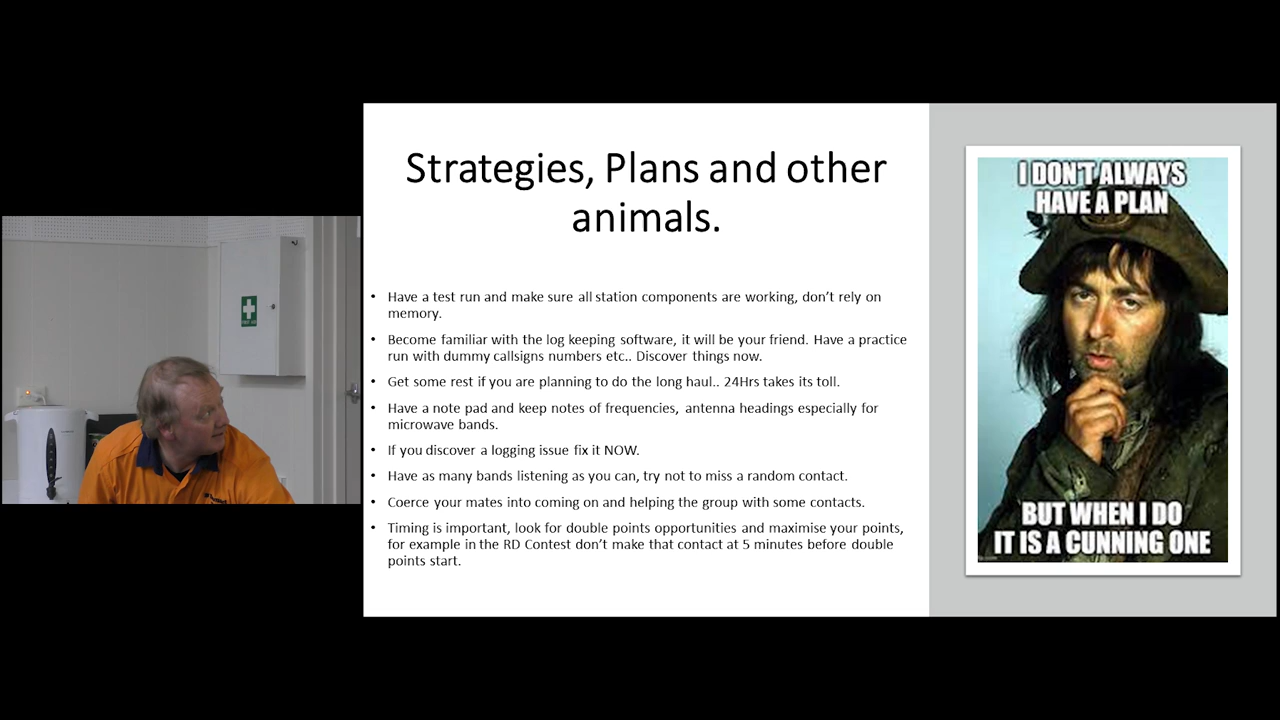 Strategies, Plans and other
animals.
• Have a test run and make sure all station components are working, don't rely on
memory.
• Become familiar with the log keeping software, it will be your friend. Have a practice
run with dummy callsigns numbers etc.. Discover things now.
• Get some rest if you are planning to do the long haul.. 24Hrs takes its toll.
• Have a note pad and keep notes of frequencies, antenna headings especially for
microwave bands.
• If you discover a logging issue fix it NOW.
• Have as many bands listening as you can, try not to miss a random contact.
• Coerce your mates into coming on and helping the group with some contacts.
• Timing is important, look for double points opportunities and maximise your points,
for example in the RD Contest don't make that contact at 5 minutes before double
points start.
I DON'T ALWAYS
HAVE A PLAN
BUT WHEN I DO
IT IS A CUNNING ONE